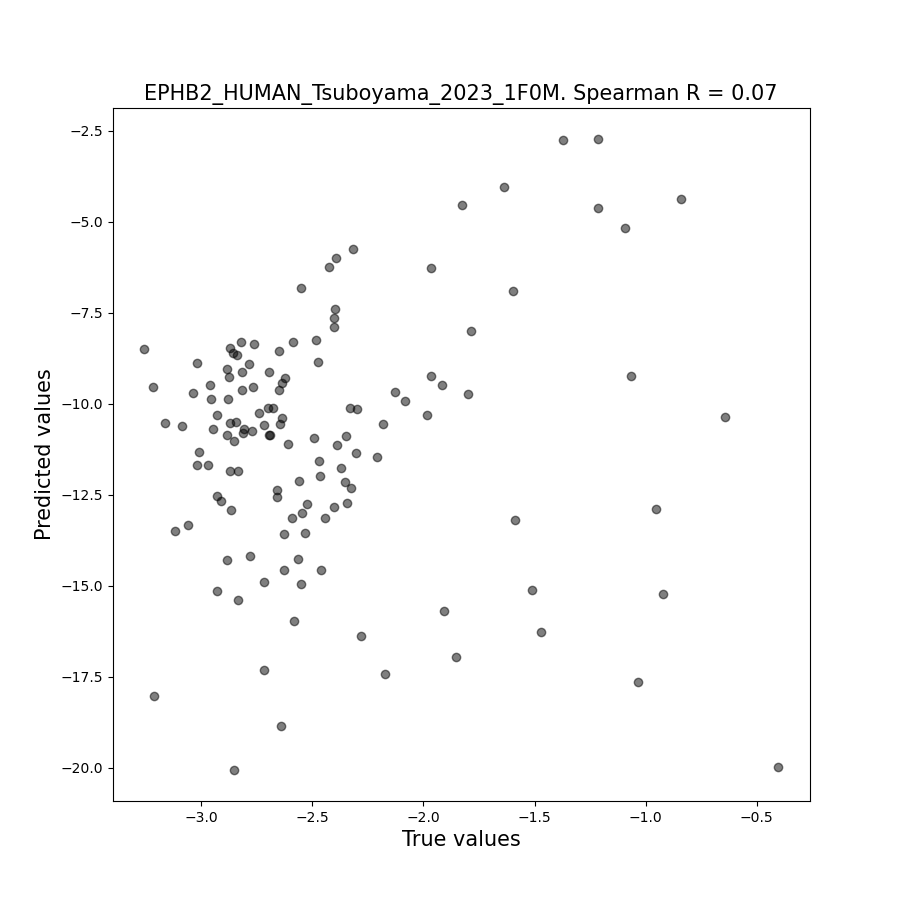 EPHB2_HUMAN_Tsuboyama_2023_1F0M. Spearman R = 0.07
−2.5
−5.0
−7.5
−10.0
−12.5
−15.0
−17.5
−20.0
Predicted values
−3.0 −2.5 −2.0 −1.5 −1.0 −0.5
True values